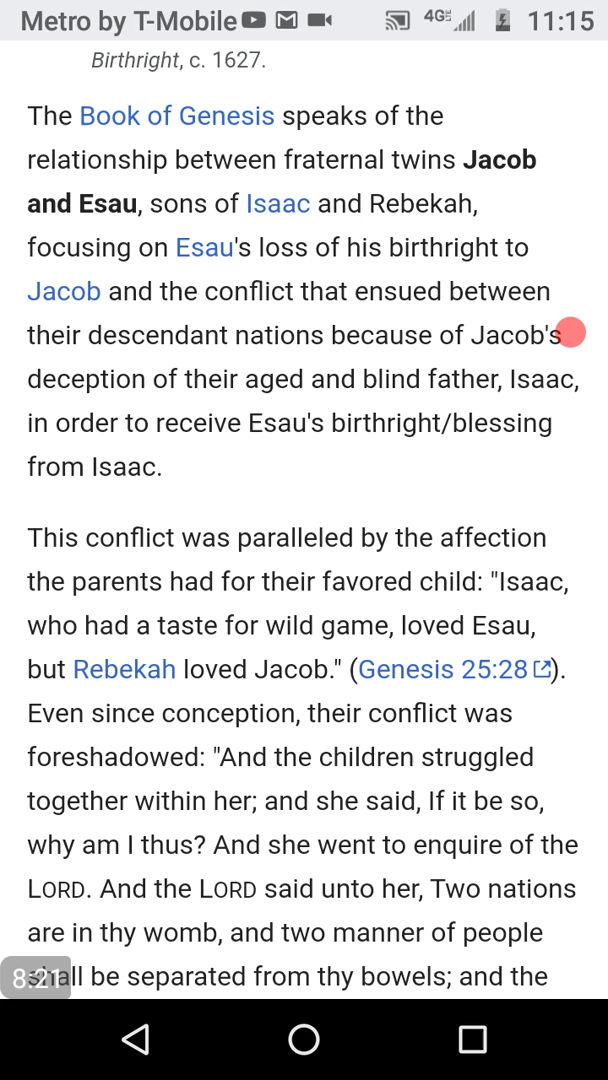 Metro by T-Mobile 4GE 11:15
Birthright, c. 1627.
The Book of Genesis speaks of the
relationship between fraternal twins Jacob
and Esau, sons of Isaac and Rebekah,
focusing on Esau's loss of his birthright to
Jacob and the conflict that ensued between
their descendant nations because of Jacob's
deception of their aged and blind father, Isaac,
in order to receive Esau's birthright/blessing
from Isaac.
This conflict was paralleled by the affection
the parents had for their favored child: "Isaac,
who had a taste for wild game, loved Esau,
but Rebekah loved Jacob." (Genesis 25:28).
Even since conception, their conflict was
foreshadowed: "And the children struggled
together within her; and she said, If it be so,
why am I thus? And she went to enquire of the
LORD. And the LORD said unto her, Two nations
are in thy womb, and two manner of people
8:21 shall be separated from thy bowels; and the